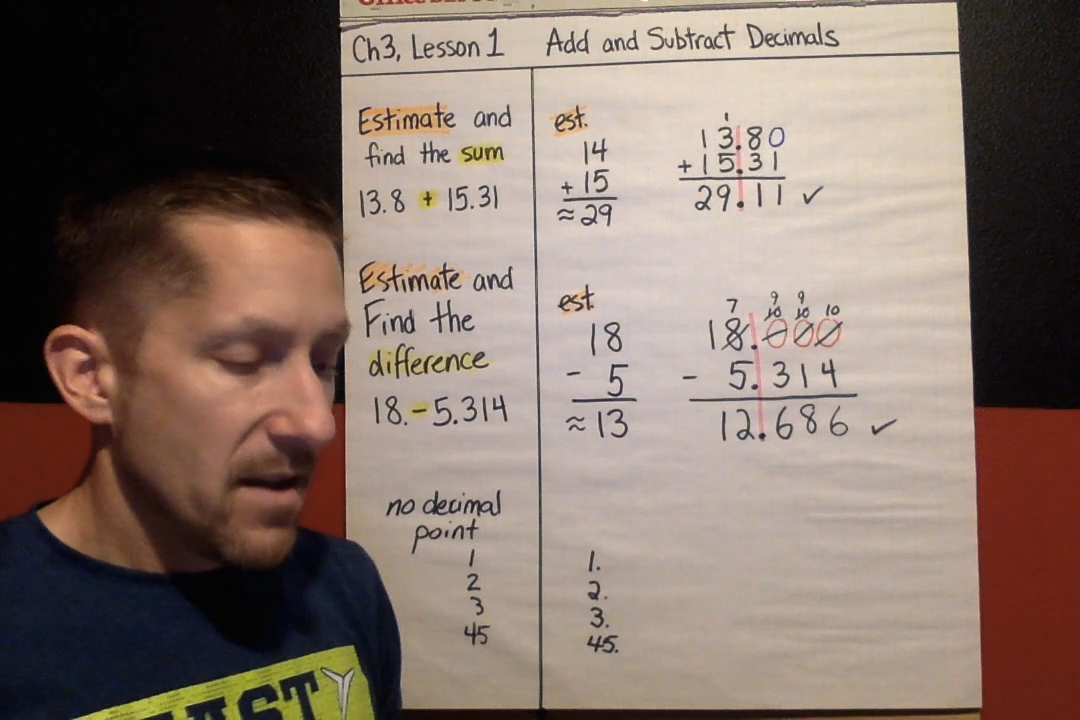 Ch3, Lesson 1 Add and Subtract Decimals
Estimate and
find the sum
13.8 + 15.31
est.
14
+ 15
≈ 29
1
13.80
+ 15.31
29.11 ✓
Estimate and
Find the
difference
18. - 5.314
est
18
- 5
≈ 13
7 9 9
10 10 10
18.000
- 5.314
12.686 ✓
no decimal
point
1
2
3
45
1.
2.
3.
45.